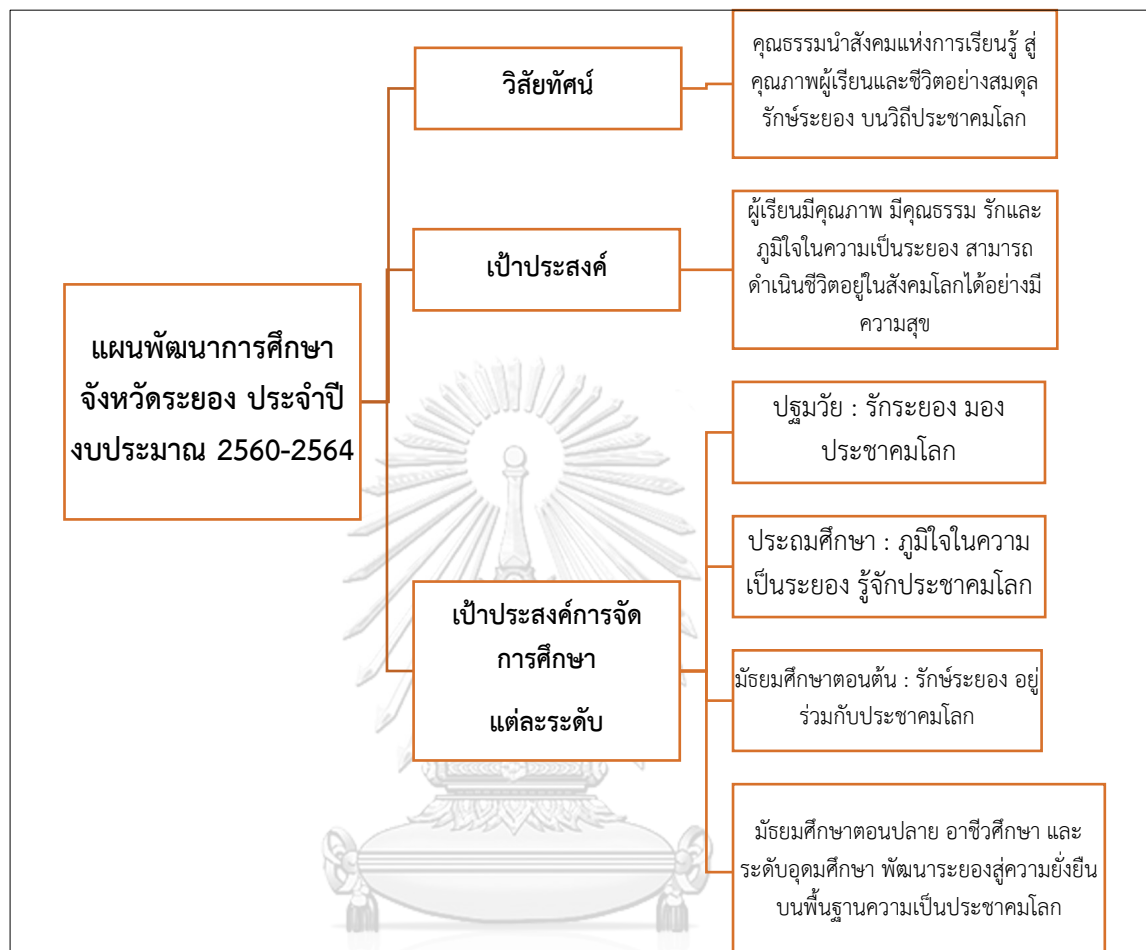 แผนพัฒนาการศึกษา
จังหวัดระยอง ประจำปี
งบประมาณ 2560-2564
วิสัยทัศน์
คุณธรรมนำสังคมแห่งการเรียนรู้ สู่
คุณภาพผู้เรียนและชีวิตอย่างสมดุล
รักษ์ระยอง บนวิถีประชาคมโลก
เป้าประสงค์
ผู้เรียนมีคุณภาพ มีคุณธรรม รักและ
ภูมิใจในความเป็นระยอง สามารถ
ดำเนินชีวิตอยู่ในสังคมโลกได้อย่างมี
ความสุข
เป้าประสงค์การจัด
การศึกษา
แต่ละระดับ
ปฐมวัย : รักระยอง มอง
ประชาคมโลก
ประถมศึกษา : ภูมิใจในความ
เป็นระยอง รู้จักประชาคมโลก
มัธยมศึกษาตอนต้น : รักษ์ระยอง อยู่
ร่วมกับประชาคมโลก
มัธยมศึกษาตอนปลาย อาชีวศึกษา และ
ระดับอุดมศึกษา พัฒนาระยองสู่ความยั่งยืน
บนพื้นฐานความเป็นประชาคมโลก